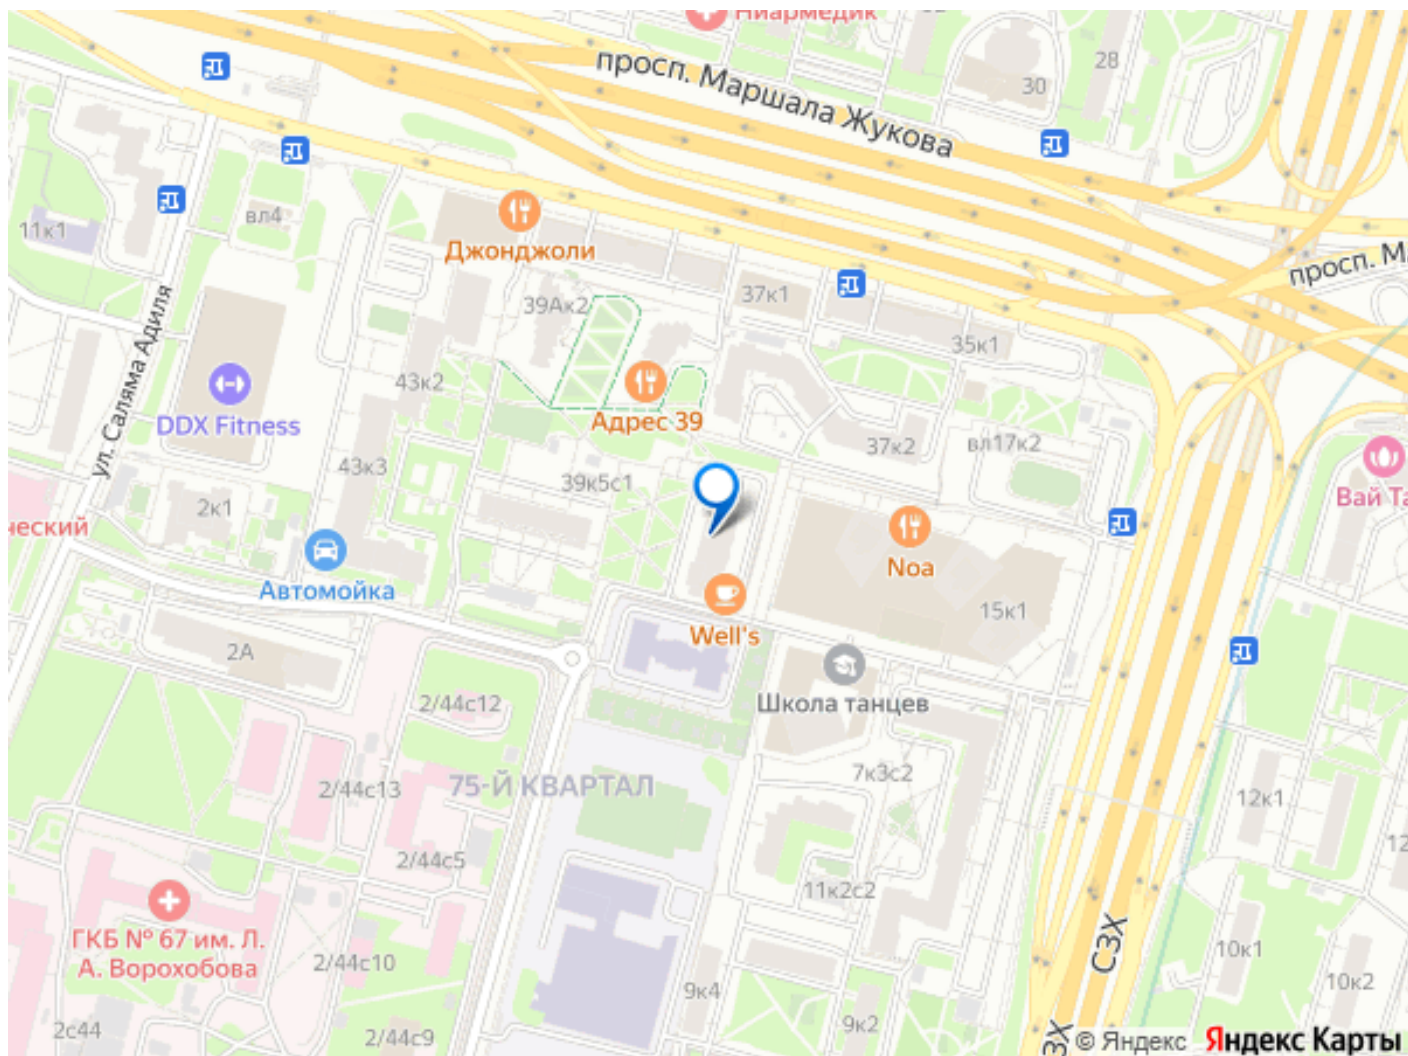 Ниармедик
28
30
просп. Маршала Жукова
11к1
вл4
Джонджоли
просп. М
ул. Саляма Адиля
39Ак2
37к1
35к1
43к2
DDX Fitness
Адрес 39
37к2
вл17к2
43к3
39к5с1
2к1
ческий
Вай Та
Автомойка
Noa
15к1
Well's
2А
2/44с12
Школа танцев
75-Й КВАРТАЛ
2/44с13
7к3с2
12к1
12
2/44с5
11к2с2
ГКБ № 67 им. Л.
А. Ворохобова
2/44с10
СЗХ
10к1
10к2
9к4
2с44
2/44с9
9к2
ЗХ
© Яндекс
Яндекс Карты